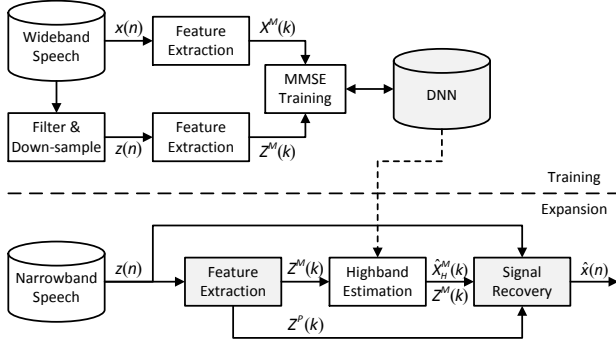 Wideband
Speech
x(n)
Feature
Extraction
X^M(k)
MMSE
Training
DNN
Filter &
Down-sample
z(n)
Feature
Extraction
Z^M(k)
Training
Expansion
Narrowband
Speech
z(n)
Feature
Extraction
Z^M(k)
Highband
Estimation
X̂_H^M(k)
Z^M(k)
Signal
Recovery
x̂(n)
Z^P(k)